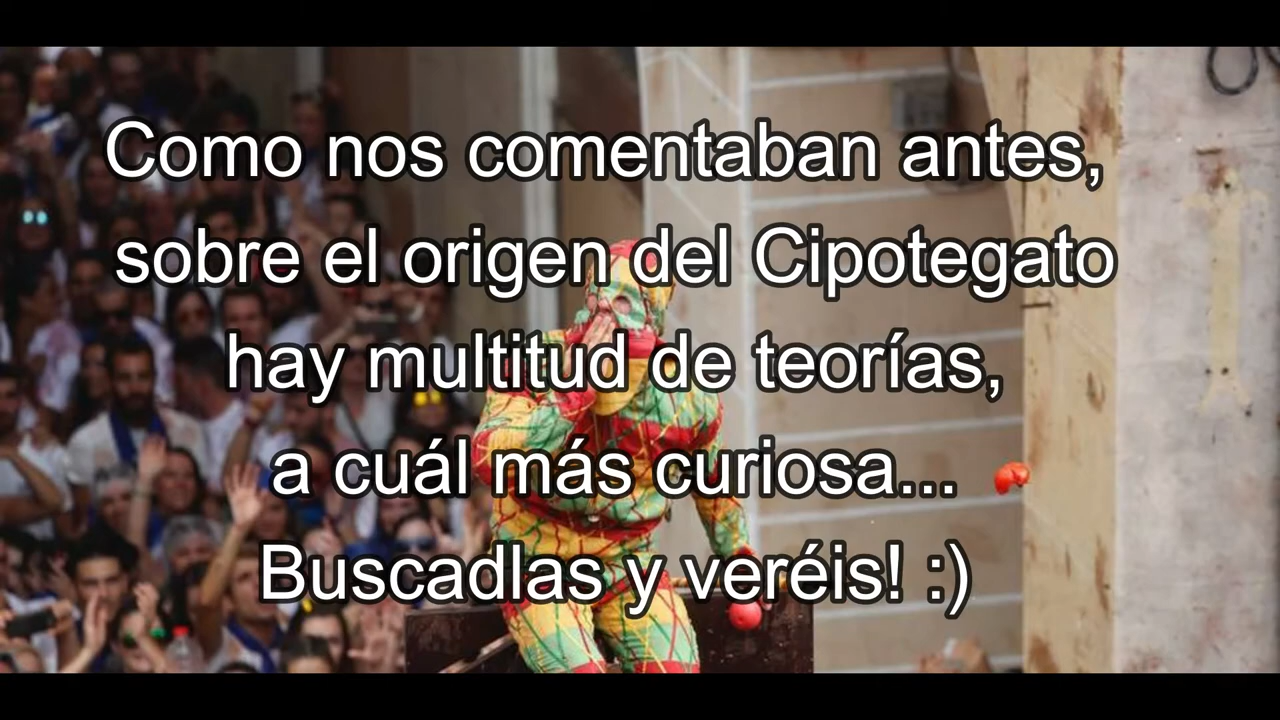 Como nos comentaban antes,
sobre el origen del Cipotegato
hay multitud de teorías,
a cuál más curiosa...
Buscadlas y veréis! :)